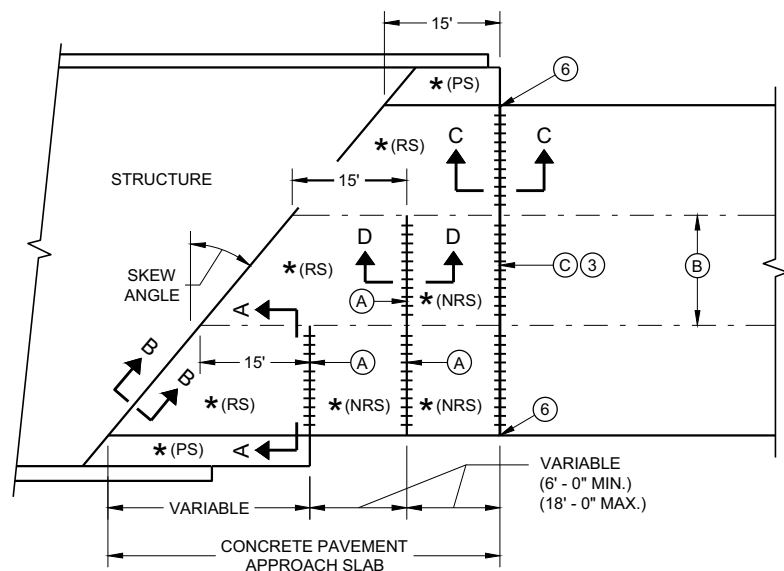 15'
6
*(PS)
*(RS)
C
C
STRUCTURE
15'
D
D
B
SKEW
ANGLE
*(RS)
C
3
A
*(NRS)
A
B
B
15'
A
A
*(RS)
*(NRS)
*(NRS)
6
*(PS)
A
VARIABLE
VARIABLE
(6' - 0" MIN.)
(18' - 0" MAX.)
CONCRETE PAVEMENT
APPROACH SLAB